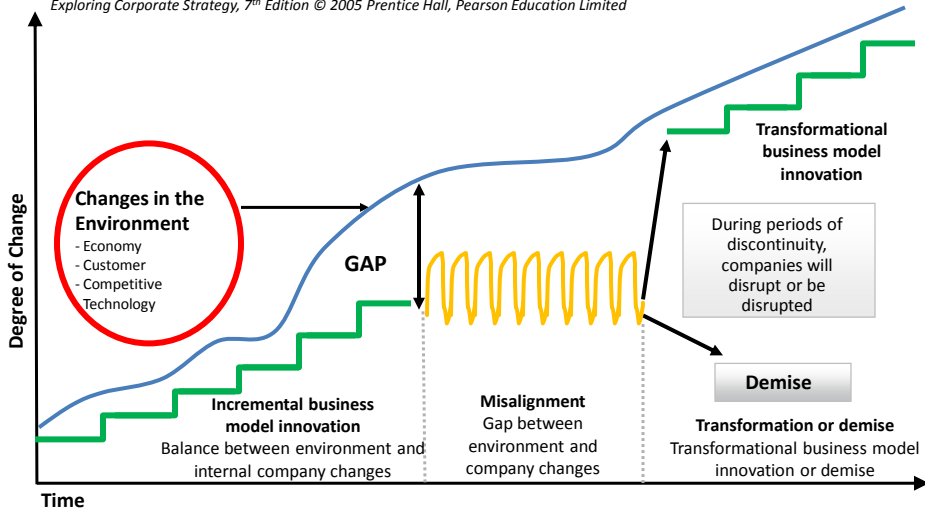 Exploring Corporate Strategy, 7th Edition © 2005 Prentice Hall, Pearson Education Limited
Degree of Change
Changes in the
Environment
- Economy
- Customer
- Competitive
- Technology
GAP
Incremental business
model innovation
Balance between environment and
internal company changes
Misalignment
Gap between
environment and
company changes
Transformational
business model
innovation
During periods of
discontinuity,
companies will
disrupt or be
disrupted
Demise
Transformation or demise
Transformational business model
innovation or demise
Time